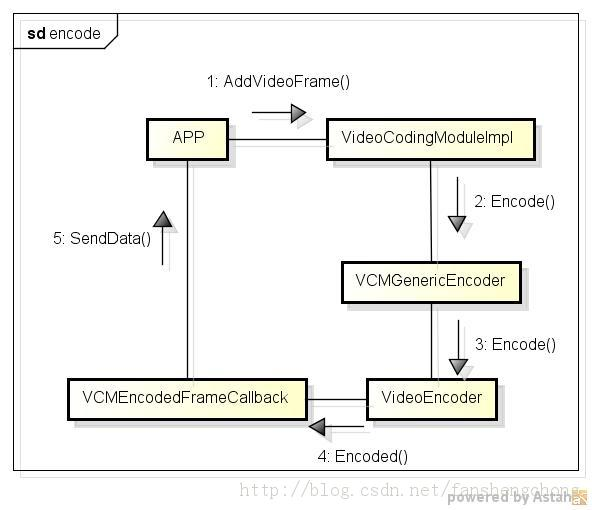 sd encode
1: AddVideoFrame()
APP
VideoCodingModuleImpl
2: Encode()
5: SendData()
VCMGenericEncoder
3: Encode()
VCMEncodedFrameCallback
VideoEncoder
4: Encoded()
http://blog.csdn.net/fanshangchong
powered by Astah